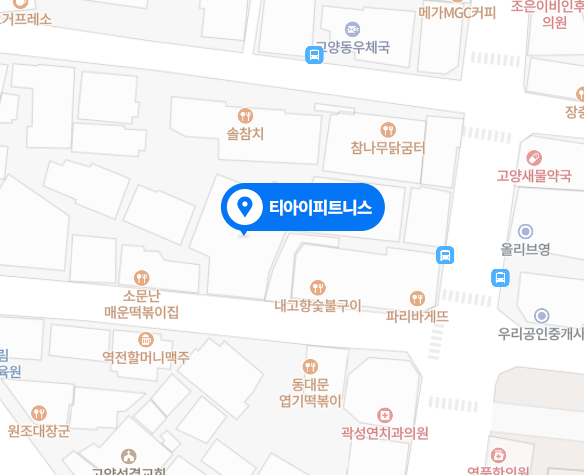 거프레소
메가MGC커피
조은이비인후
의원
고양동우체국
장충
솔참치
참나무닭굼터
고양새물약국
티아이피트니스
올리브영
소문난
매운떡볶이집
내고향숯불구이
파리바게뜨
우리공인중개사
역전할머니맥주
림
육원
동대문
엽기떡볶이
원조대장군
곽성연치과의원
고양성결교회
연풍한의원